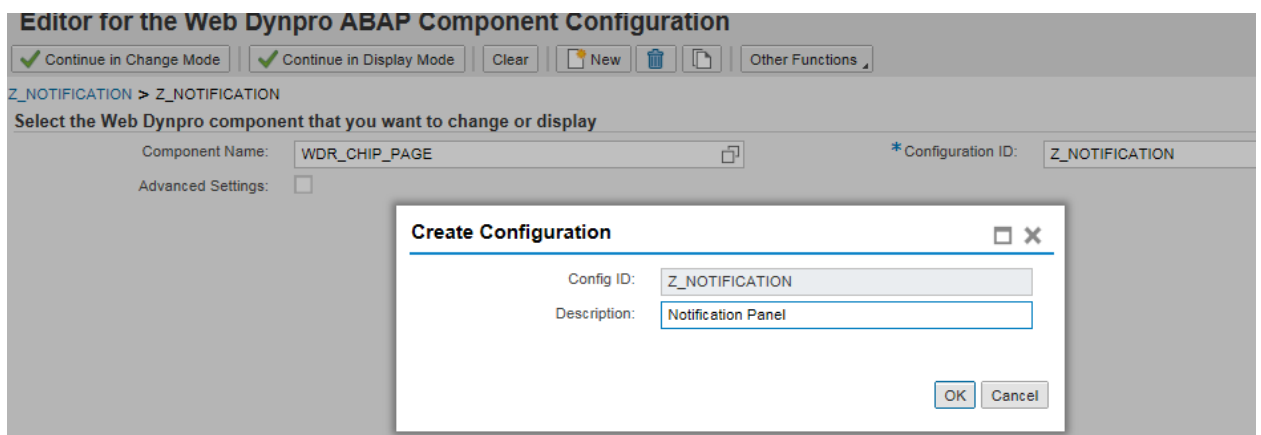 Editor for the Web Dynpro ABAP Component Configuration
Continue in Change Mode Continue in Display Mode Clear New Other Functions
Z_NOTIFICATION > Z_NOTIFICATION
Select the Web Dynpro component that you want to change or display
Component Name: WDR_CHIP_PAGE * Configuration ID: Z_NOTIFICATION
Advanced Settings:
Create Configuration
Config ID: Z_NOTIFICATION
Description: Notification Panel
OK Cancel